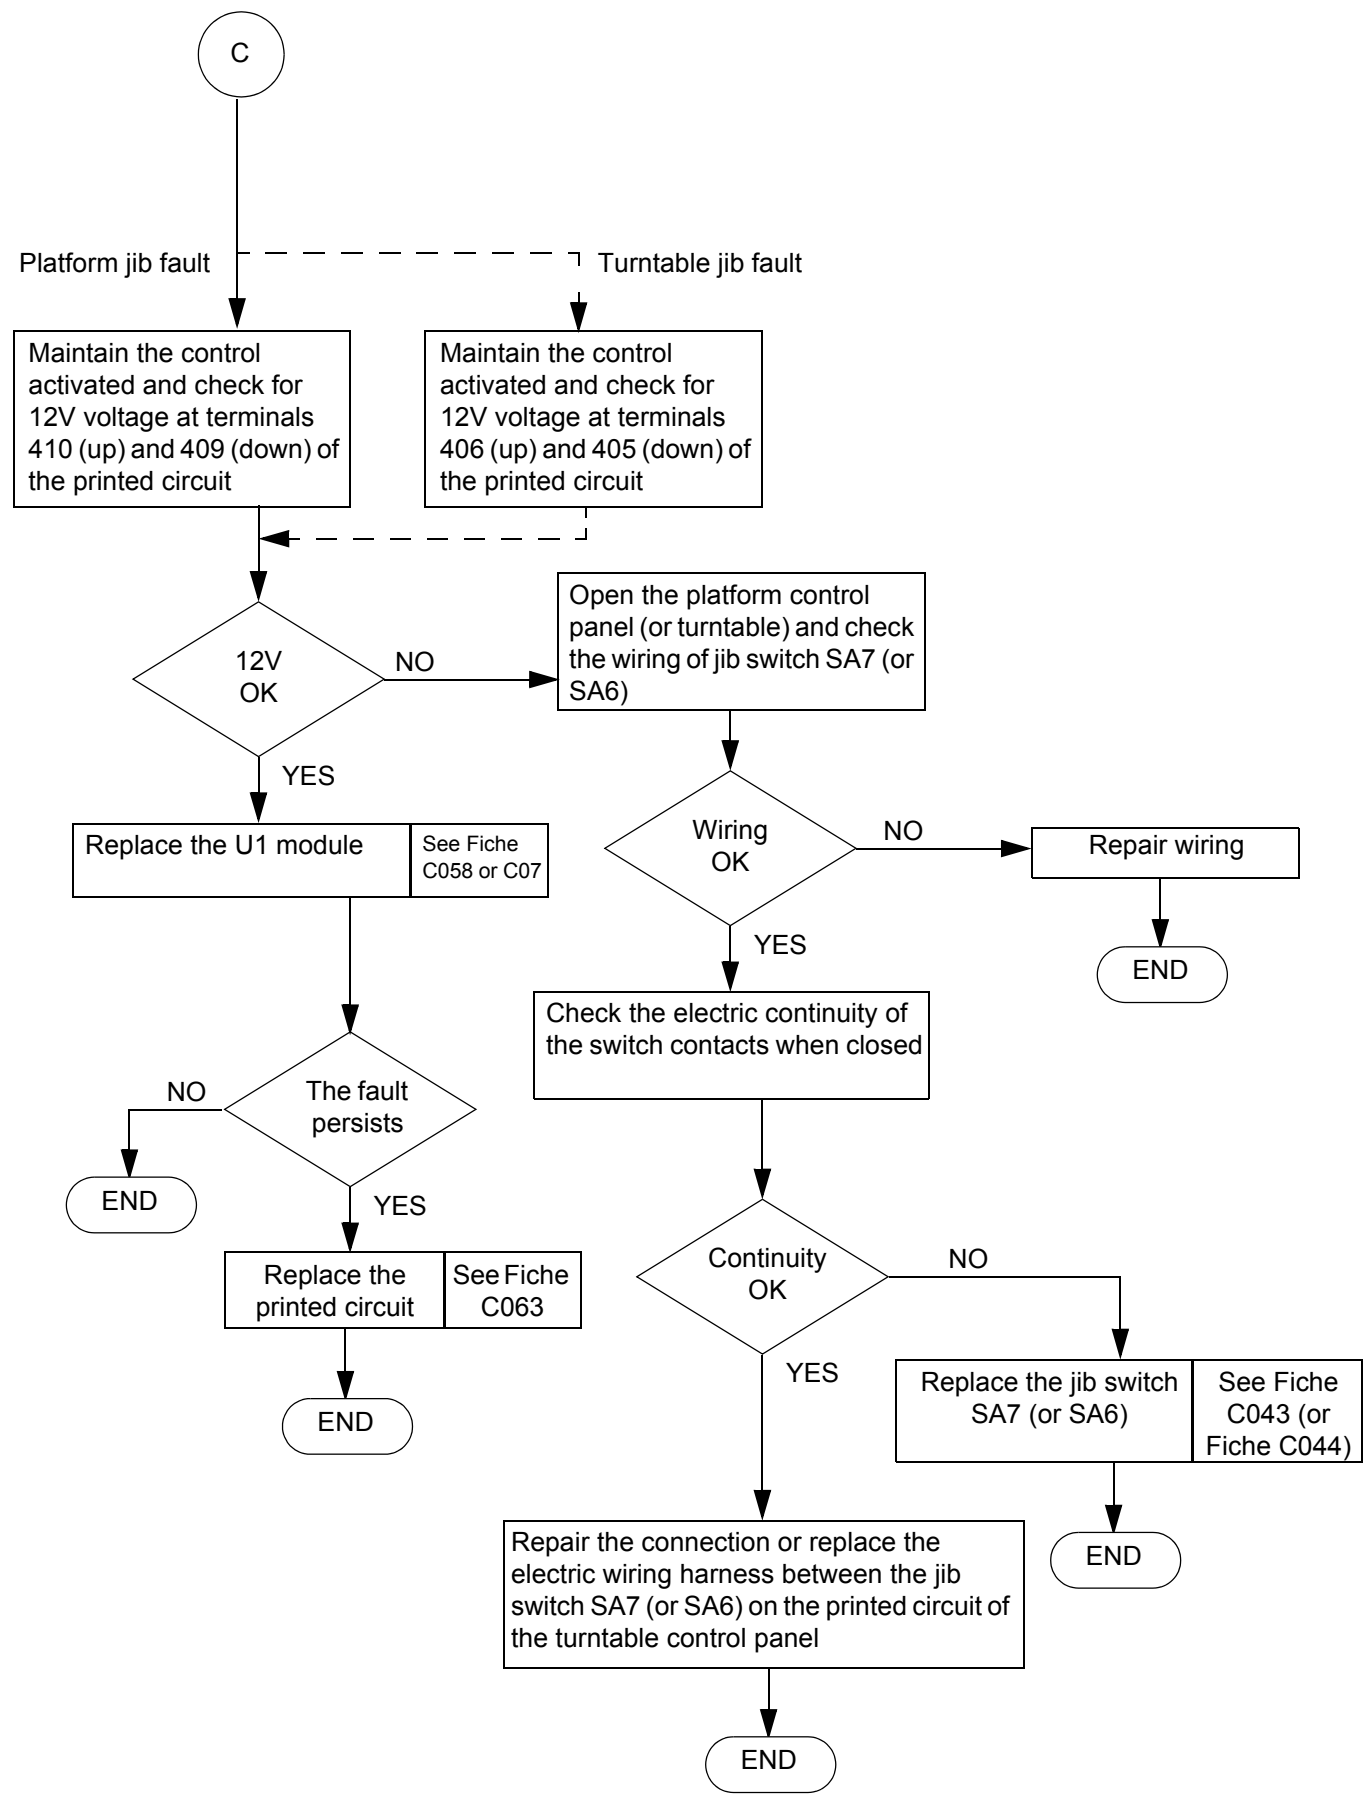 C
Platform jib fault
Turntable jib fault
Maintain the control
activated and check for
12V voltage at terminals
410 (up) and 409 (down) of
the printed circuit
Maintain the control
activated and check for
12V voltage at terminals
406 (up) and 405 (down) of
the printed circuit
12V
OK
NO
Open the platform control
panel (or turntable) and check
the wiring of jib switch SA7 (or
SA6)
YES
Replace the U1 module
See Fiche
C058 or C07
Wiring
OK
NO
Repair wiring
END
YES
Check the electric continuity of
the switch contacts when closed
The fault
persists
NO
END
YES
Replace the
printed circuit
See Fiche
C063
END
Continuity
OK
NO
Replace the jib switch
SA7 (or SA6)
See Fiche
C043 (or
Fiche C044)
END
YES
Repair the connection or replace the
electric wiring harness between the jib
switch SA7 (or SA6) on the printed circuit of
the turntable control panel
END